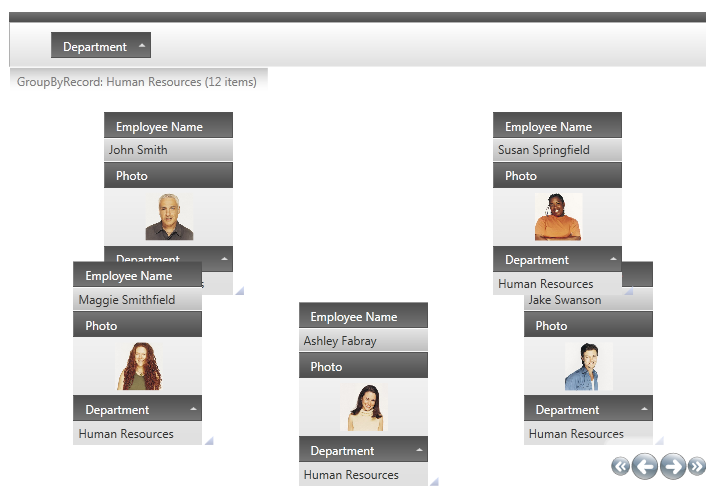 Department
GroupByRecord: Human Resources (12 items)
Employee Name
John Smith
Photo
Department
Employee Name
Susan Springfield
Photo
Department
Human Resources
Employee Name
Maggie Smithfield
Photo
Department
Human Resources
Employee Name
Ashley Fabray
Photo
Department
Human Resources
Jake Swanson
Photo
Department
Human Resources